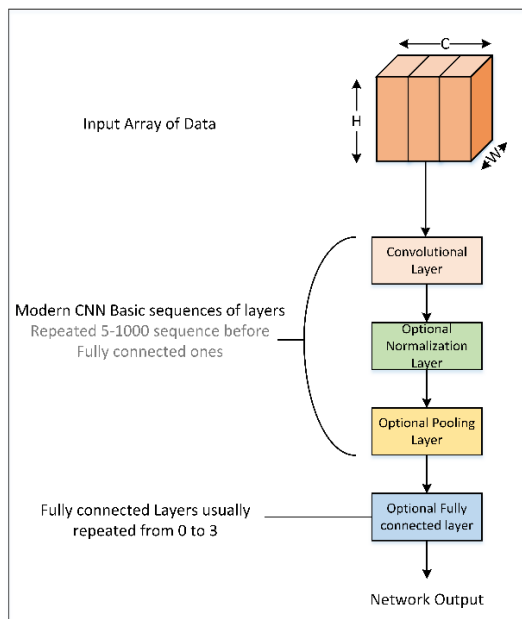 C
H
W
Input Array of Data
Convolutional
Layer
Modern CNN Basic sequences of layers
Repeated 5-1000 sequence before
Fully connected ones
Optional
Normalization
Layer
Optional Pooling
Layer
Fully connected Layers usually
repeated from 0 to 3
Optional Fully
connected layer
Network Output